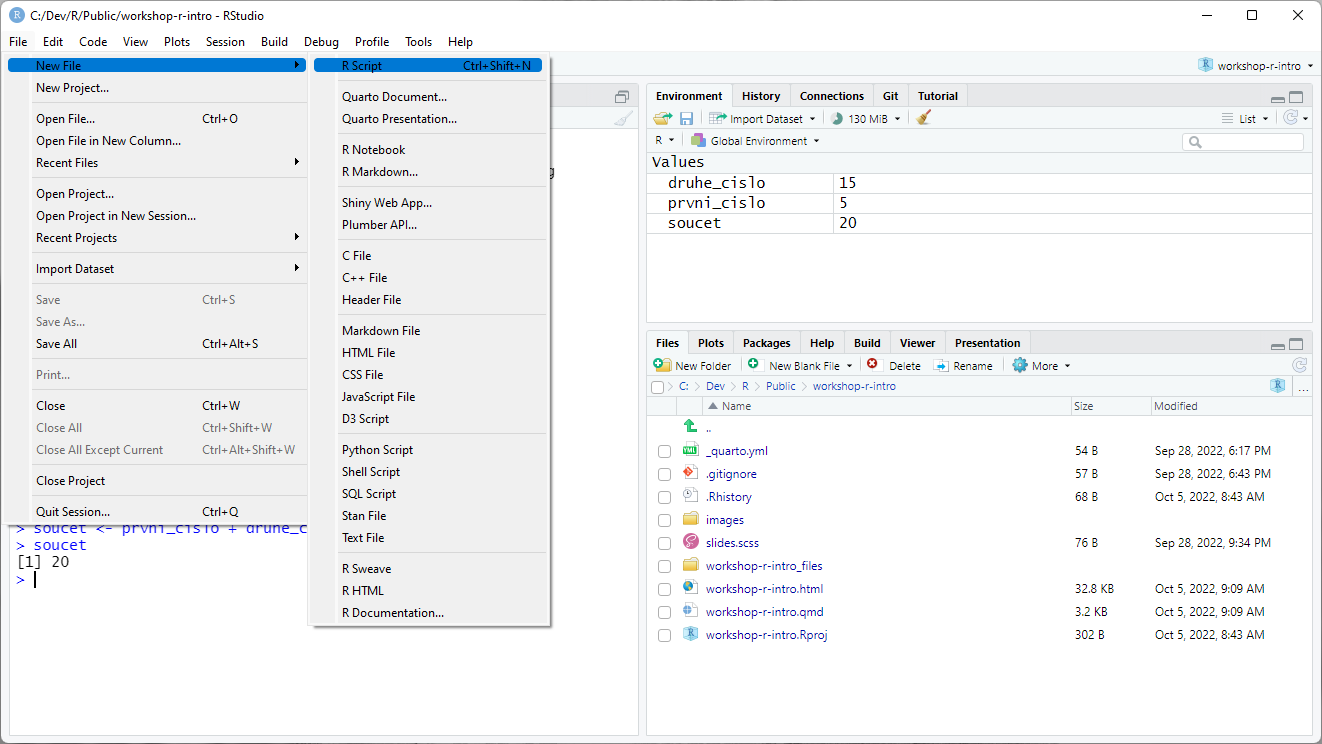 C:/Dev/R/Public/workshop-r-intro - RStudio
File Edit Code View Plots Session Build Debug Profile Tools Help
workshop-r-intro
New File
New Project...
Open File... Ctrl+O
Open File in New Column...
Recent Files
Open Project...
Open Project in New Session...
Recent Projects
Import Dataset
Save Ctrl+S
Save As...
Save All Ctrl+Alt+S
Print...
Close Ctrl+W
Close All Ctrl+Shift+W
Close All Except Current Ctrl+Alt+Shift+W
Close Project
Quit Session... Ctrl+Q
R Script Ctrl+Shift+N
Quarto Document...
Quarto Presentation...
R Notebook
R Markdown...
Shiny Web App...
Plumber API...
C File
C++ File
Header File
Markdown File
HTML File
CSS File
JavaScript File
D3 Script
Python Script
Shell Script
SQL Script
Stan File
Text File
R Sweave
R HTML
R Documentation...
> soucet <- prvni_cislo + druhe_c
> soucet
[1] 20
>
Environment History Connections Git Tutorial
Import Dataset 130 MiB List
R Global Environment
Values
druhe_cislo 15
prvni_cislo 5
soucet 20
Files Plots Packages Help Build Viewer Presentation
New Folder New Blank File Delete Rename More
C: Dev R Public workshop-r-intro ...
Name Size Modified
..
_quarto.yml 54 B Sep 28, 2022, 6:17 PM
.gitignore 57 B Sep 28, 2022, 6:43 PM
.Rhistory 68 B Oct 5, 2022, 8:43 AM
images
slides.scss 76 B Sep 28, 2022, 9:34 PM
workshop-r-intro_files
workshop-r-intro.html 32.8 KB Oct 5, 2022, 9:09 AM
workshop-r-intro.qmd 3.2 KB Oct 5, 2022, 9:09 AM
workshop-r-intro.Rproj 302 B Oct 5, 2022, 8:43 AM